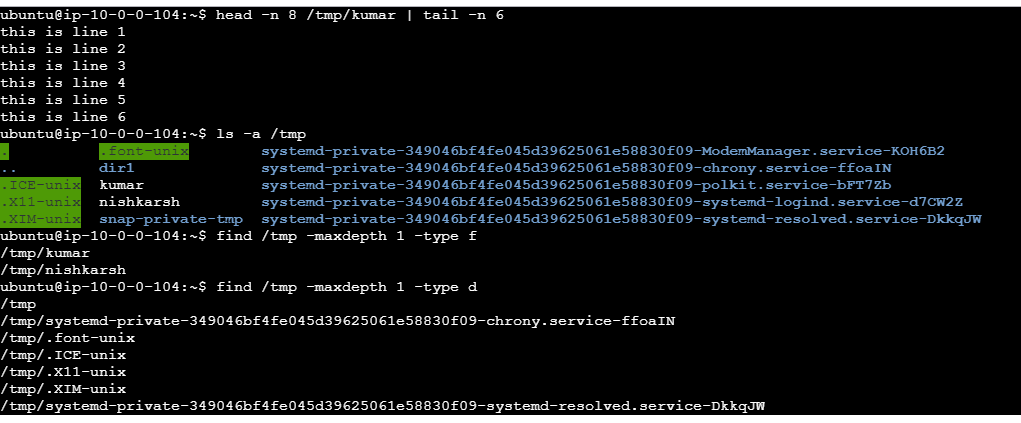 ubuntu@ip-10-0-0-104:~$ head -n 8 /tmp/kumar | tail -n 6
this is line 1
this is line 2
this is line 3
this is line 4
this is line 5
this is line 6
ubuntu@ip-10-0-0-104:~$ ls -a /tmp
. .font-unix systemd-private-349046bf4fe045d39625061e58830f09-ModemManager.service-KOH6B2
.. dir1 systemd-private-349046bf4fe045d39625061e58830f09-chrony.service-ffoaIN
.ICE-unix kumar systemd-private-349046bf4fe045d39625061e58830f09-polkit.service-bFT7Zb
.X11-unix nishkarsh systemd-private-349046bf4fe045d39625061e58830f09-systemd-logind.service-d7CW2Z
.XIM-unix snap-private-tmp systemd-private-349046bf4fe045d39625061e58830f09-systemd-resolved.service-DkkqJW
ubuntu@ip-10-0-0-104:~$ find /tmp -maxdepth 1 -type f
/tmp/kumar
/tmp/nishkarsh
ubuntu@ip-10-0-0-104:~$ find /tmp -maxdepth 1 -type d
/tmp
/tmp/systemd-private-349046bf4fe045d39625061e58830f09-chrony.service-ffoaIN
/tmp/.font-unix
/tmp/.ICE-unix
/tmp/.X11-unix
/tmp/.XIM-unix
/tmp/systemd-private-349046bf4fe045d39625061e58830f09-systemd-resolved.service-DkkqJW